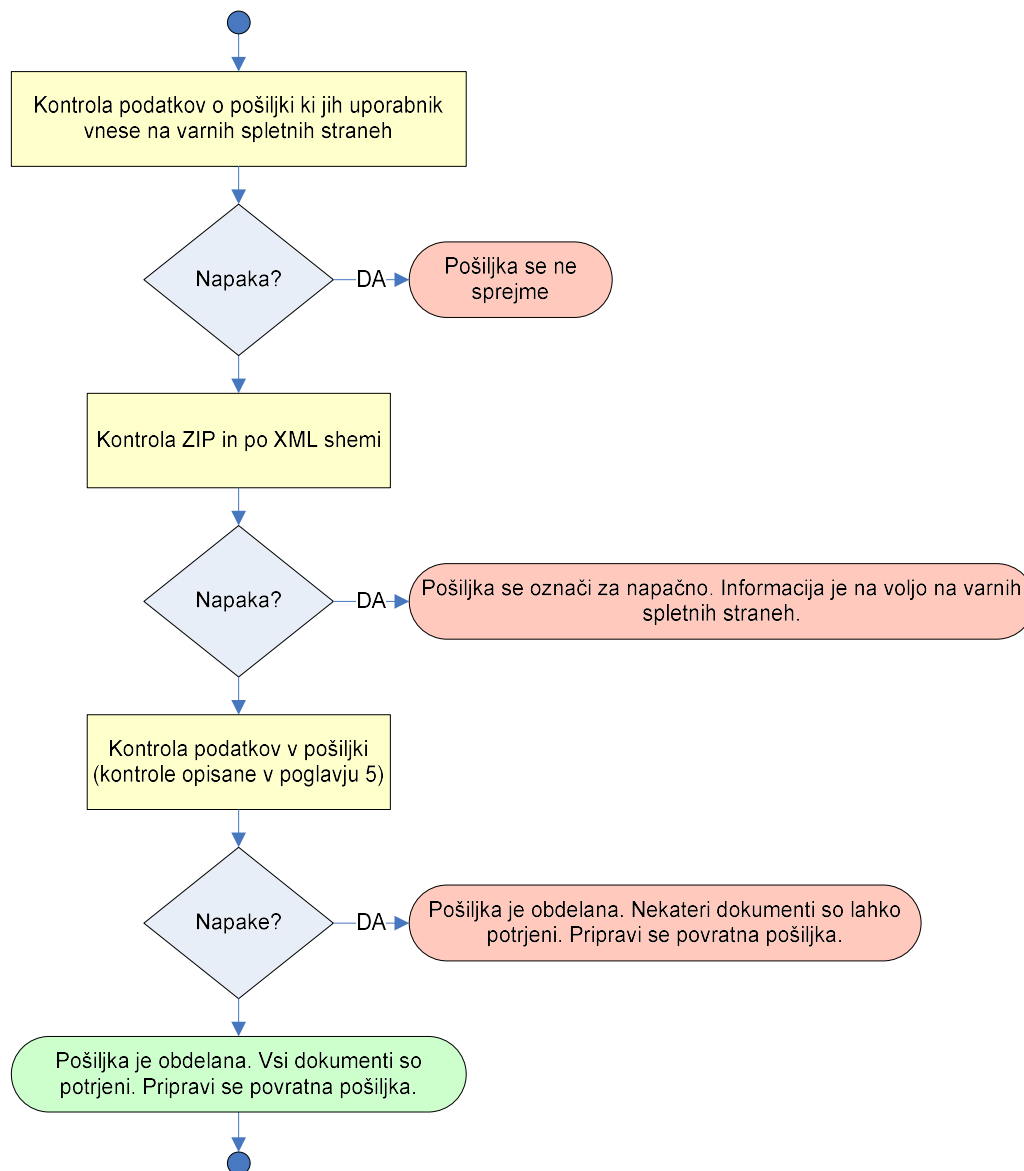 Kontrola podatkov o pošiljki ki jih uporabnik
vnese na varnih spletnih straneh
Napaka?
DA
Pošiljka se ne
sprejme
Kontrola ZIP in po XML shemi
Napaka?
DA
Pošiljka se označi za napačno. Informacija je na voljo na varnih
spletnih straneh.
Kontrola podatkov v pošiljki
(kontrole opisane v poglavju 5)
Napake?
DA
Pošiljka je obdelana. Nekateri dokumenti so lahko
potrjeni. Pripravi se povratna pošiljka.
Pošiljka je obdelana. Vsi dokumenti so
potrjeni. Pripravi se povratna pošiljka.